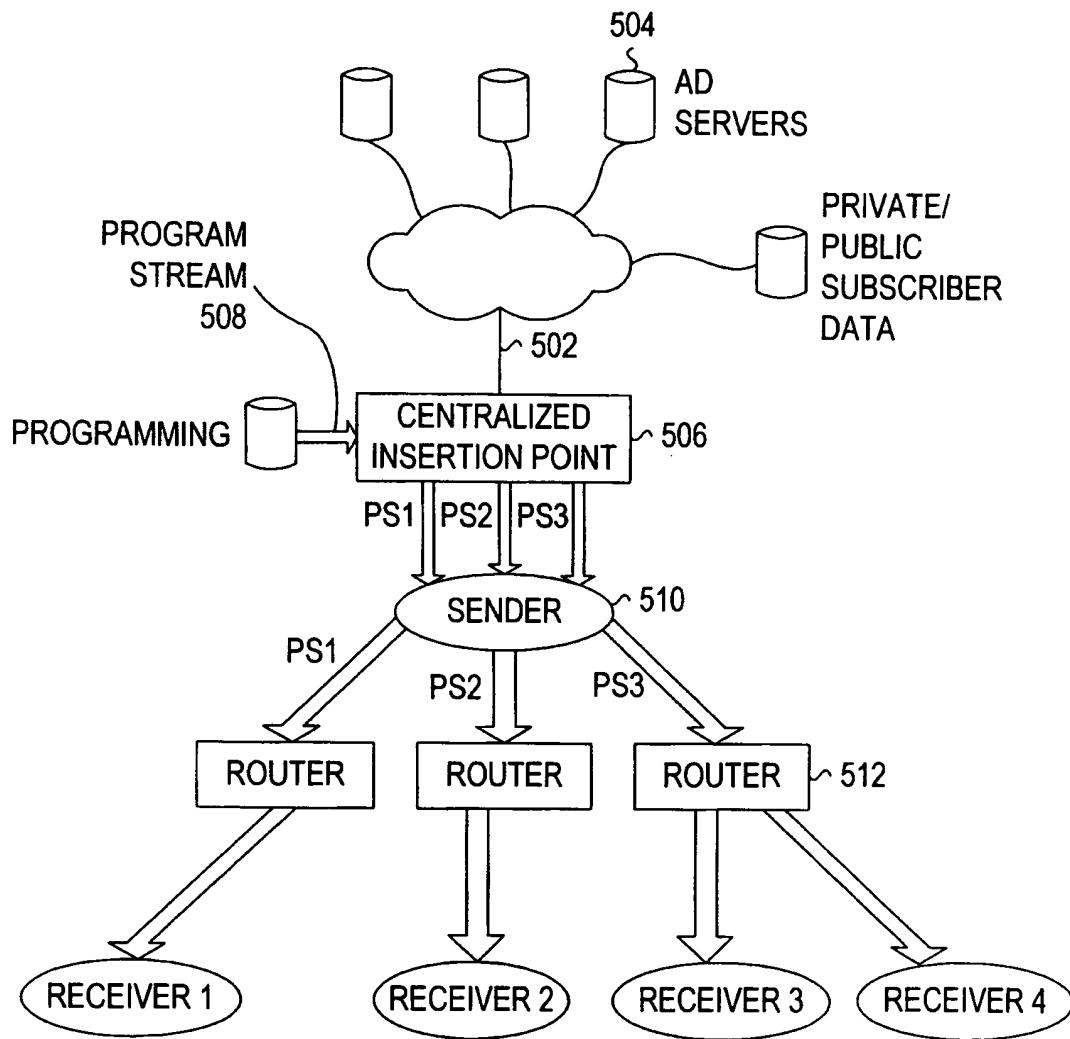 504
AD
SERVERS
PROGRAM
STREAM
508
PRIVATE/
PUBLIC
SUBSCRIBER
DATA
502
PROGRAMMING
CENTRALIZED
INSERTION POINT
506
PS1
PS2
PS3
SENDER
510
PS1
PS2
PS3
ROUTER
ROUTER
ROUTER
512
RECEIVER 1
RECEIVER 2
RECEIVER 3
RECEIVER 4